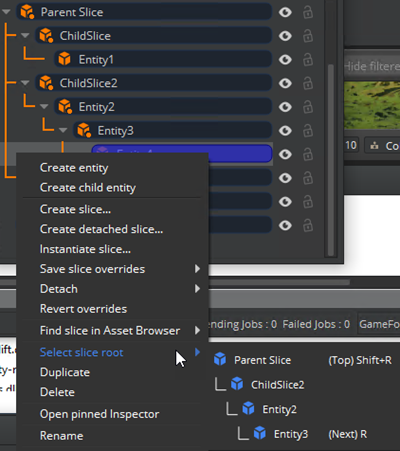 Parent Slice
ChildSlice
Entity1
ChildSlice2
Entity2
Entity3
Hide filtere
10 Co
Create entity
Create child entity
Create slice...
Create detached slice...
Instantiate slice...
Save slice overrides
Detach
Revert overrides
Find slice in Asset Browser
Select slice root
Duplicate
Delete
Open pinned Inspector
Rename
ending Jobs : 0 Failed Jobs : 0 GameFo
Parent Slice (Top) Shift+R
ChildSlice2
Entity2
Entity3 (Next) R